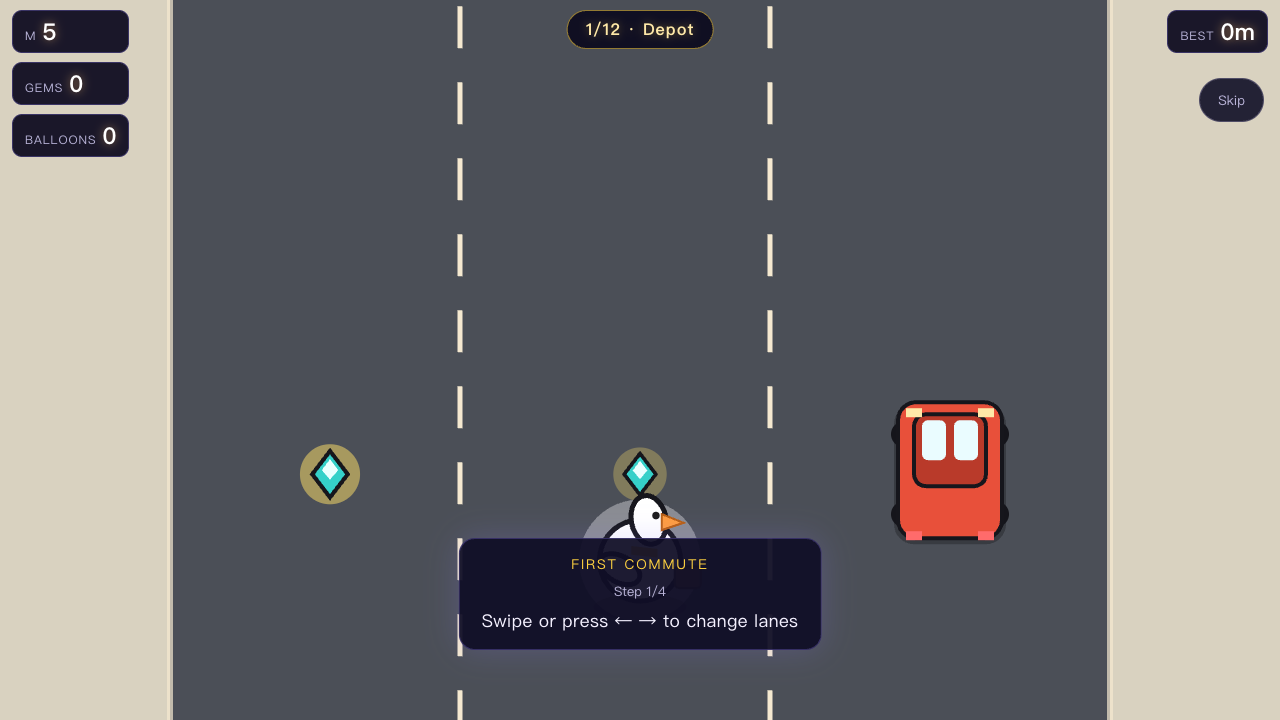 M 5
GEMS 0
BALLOONS 0
1/12 · Depot
BEST 0m
Skip
FIRST COMMUTE
Step 1/4
Swipe or press ← → to change lanes